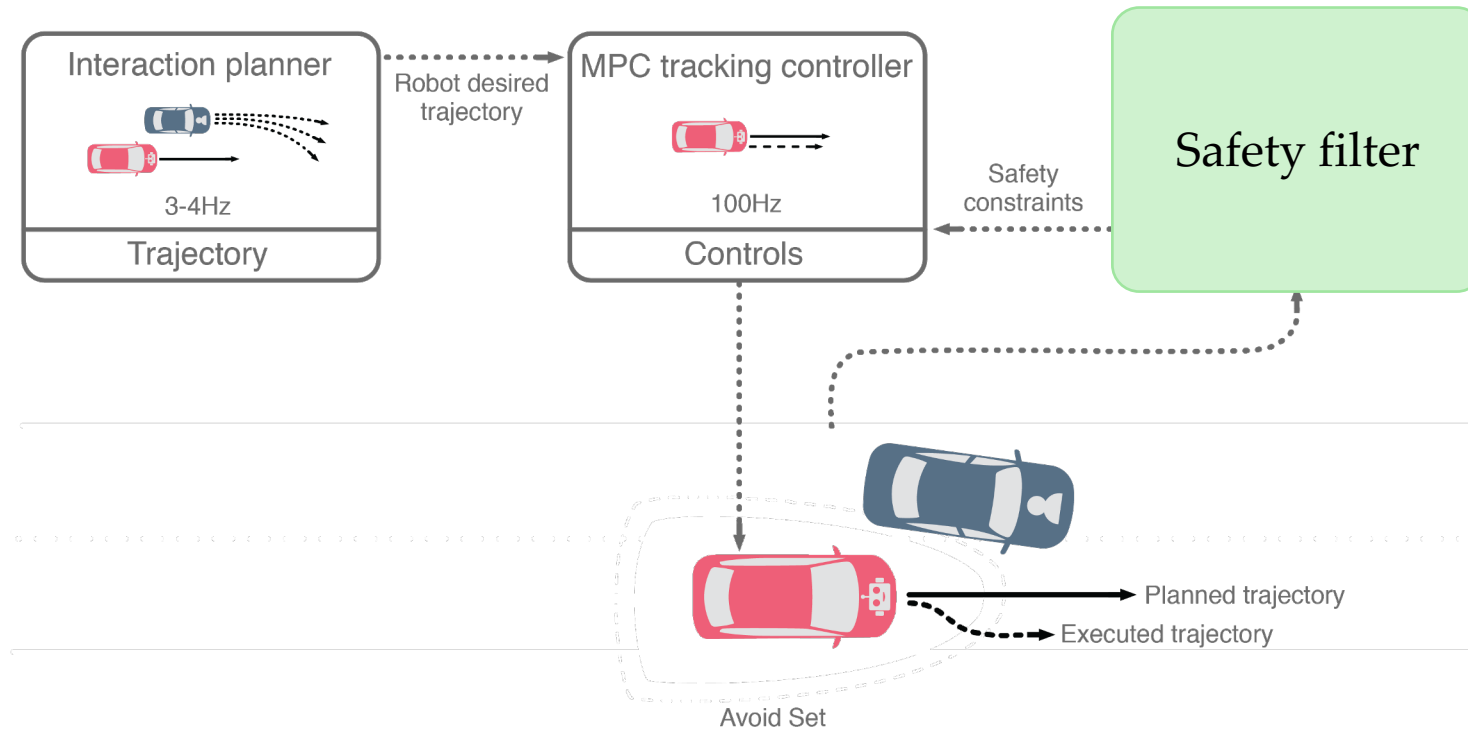 Interaction planner
3-4Hz
Trajectory
Robot desired
trajectory
MPC tracking controller
100Hz
Controls
Safety
constraints
Safety filter
Planned trajectory
Executed trajectory
Avoid Set